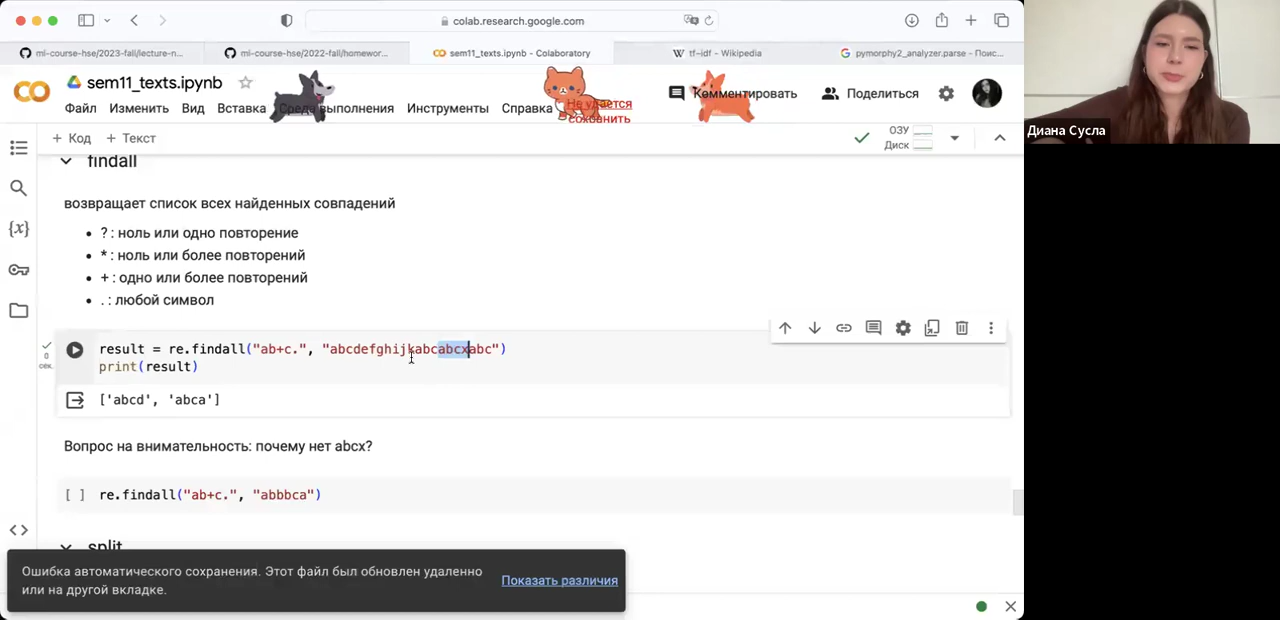 colab.research.google.com
ml-course-hse/2023-fall/lecture-n...
ml-course-hse/2022-fall/homewor...
sem11_texts.ipynb - Colaboratory
tf-idf — Wikipedia
pymorphy2_analyzer.parse - Поис...
sem11_texts.ipynb
Файл Изменить Вид Вставка Среда выполнения Инструменты Справка Не удается сохранить
Комментировать
Поделиться
+ Код + Текст
ОЗУ
Диск
findall
возвращает список всех найденных совпадений
? : ноль или одно повторение
* : ноль или более повторений
+ : одно или более повторений
. : любой символ
0
сек.
result = re.findall("ab+c.", "abcdefghijkabcabcxabc")
print(result)
['abcd', 'abca']
Вопрос на внимательность: почему нет abcx?
[ ] re.findall("ab+c.", "abbbca")
split
Ошибка автоматического сохранения. Этот файл был обновлен удаленно
или на другой вкладке.
Показать различия
Диана Сусла